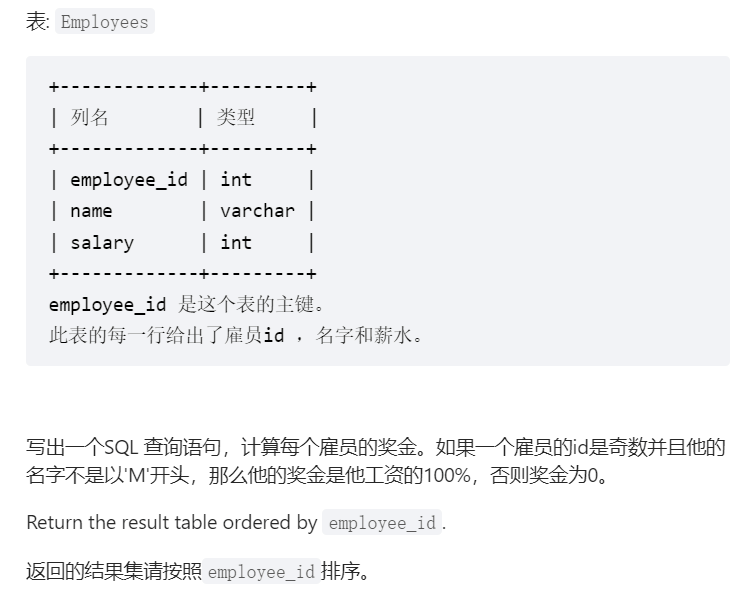 表: Employees
+-------------+---------+
| 列名        | 类型     |
+-------------+---------+
| employee_id | int     |
| name        | varchar |
| salary      | int     |
+-------------+---------+
employee_id 是这个表的主键。
此表的每一行给出了雇员id ，名字和薪水。
写出一个SQL 查询语句，计算每个雇员的奖金。如果一个雇员的id是奇数并且他的
名字不是以'M'开头，那么他的奖金是他工资的100%，否则奖金为0。
Return the result table ordered by employee_id.
返回的结果集请按照employee_id排序。